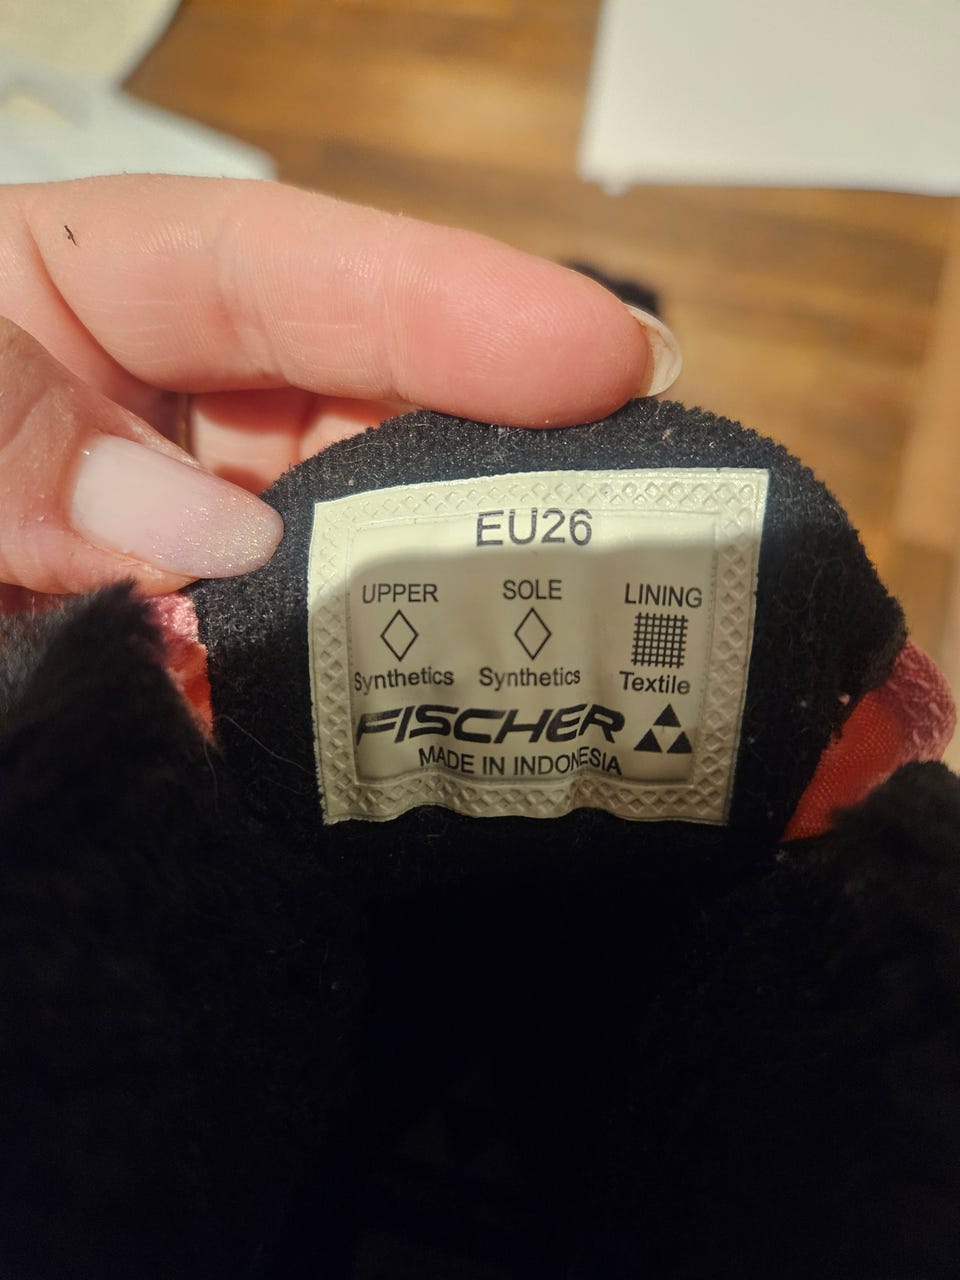 EU26
UPPER SOLE LINING
Synthetics Synthetics Textile
FISCHER
MADE IN INDONESIA